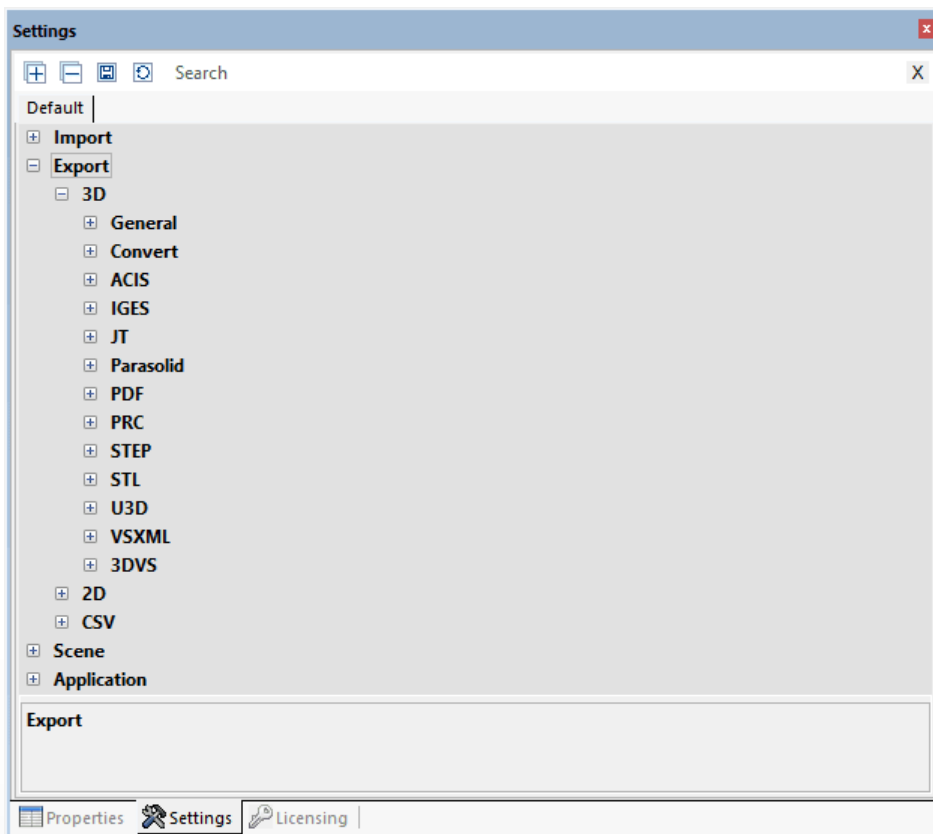 Settings
Search X
Default
Import
Export
3D
General
Convert
ACIS
IGES
JT
Parasolid
PDF
PRC
STEP
STL
U3D
VSXML
3DVS
2D
CSV
Scene
Application
Export
Properties Settings Licensing